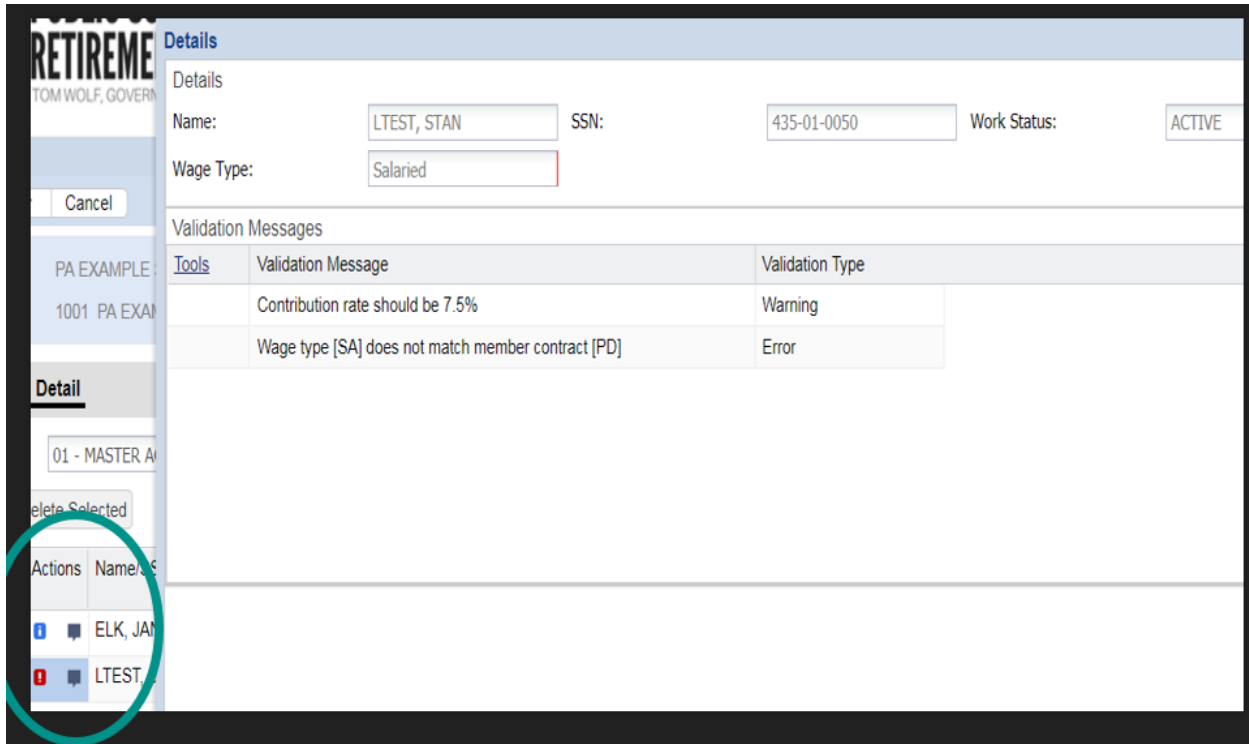 RETIREME
TOM WOLF, GOVERN
Details
Details
Name: LTEST, STAN SSN: 435-01-0050 Work Status: ACTIVE
Wage Type: Salaried
Cancel
Validation Messages
Tools Validation Message Validation Type
Contribution rate should be 7.5% Warning
Wage type [SA] does not match member contract [PD] Error
PA EXAMPLE
1001 PA EXAM
Detail
01 - MASTER A
elete Selected
Actions Name/S
ELK, JAN
LTEST,